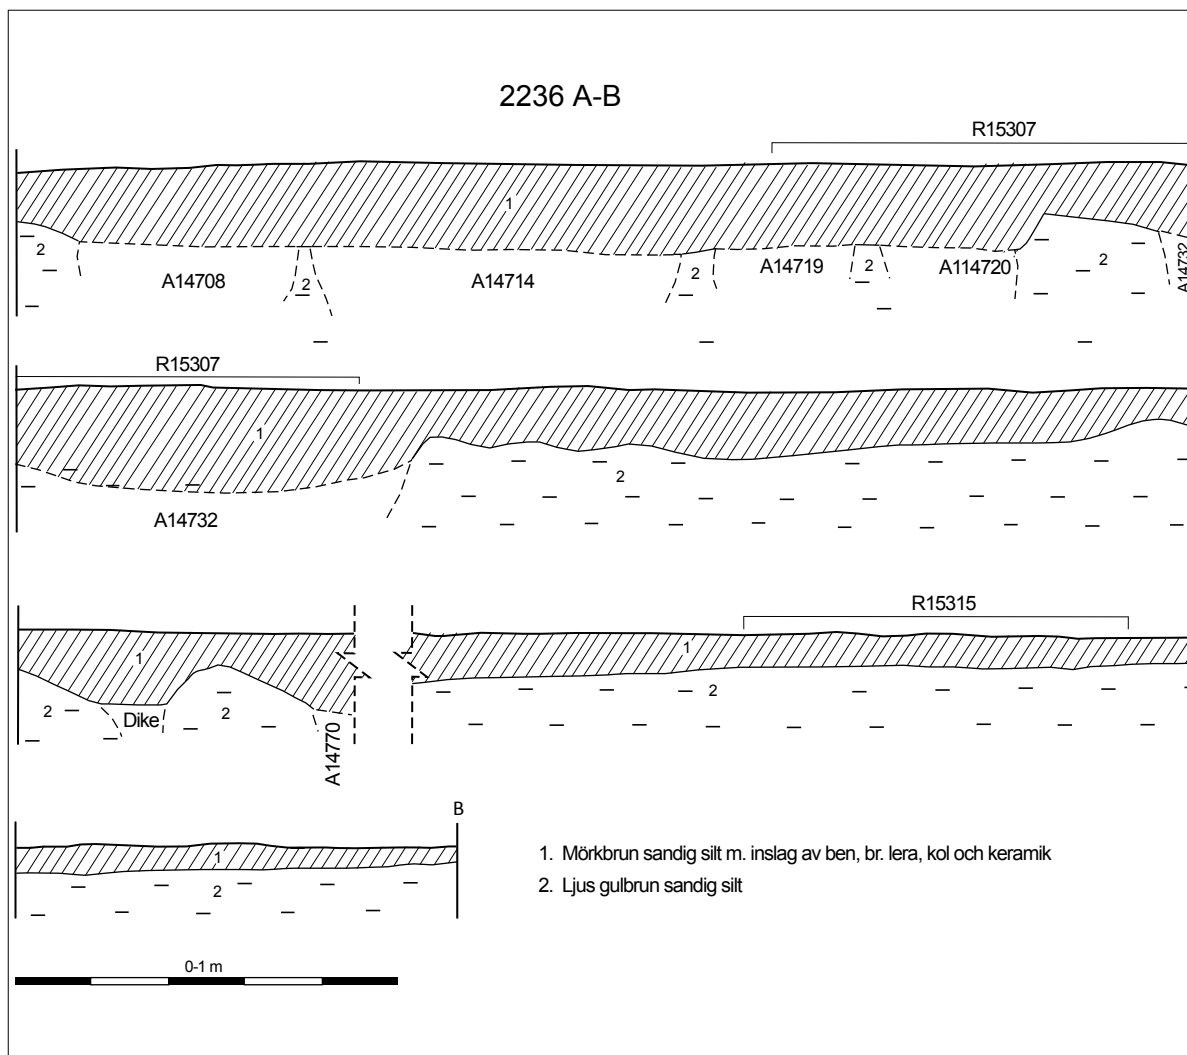 2236 A-B
R15307
1
2
A14708
2
A14714
2
A14719
2
A114720
2
A14732
R15307
1
2
A14732
R15315
1
1
2
Dike
2
2
A14770
B
1
2
1. Mörkbrun sandig silt m. inslag av ben, br. lera, kol och keramik
2. Ljus gulbrun sandig silt
0-1 m